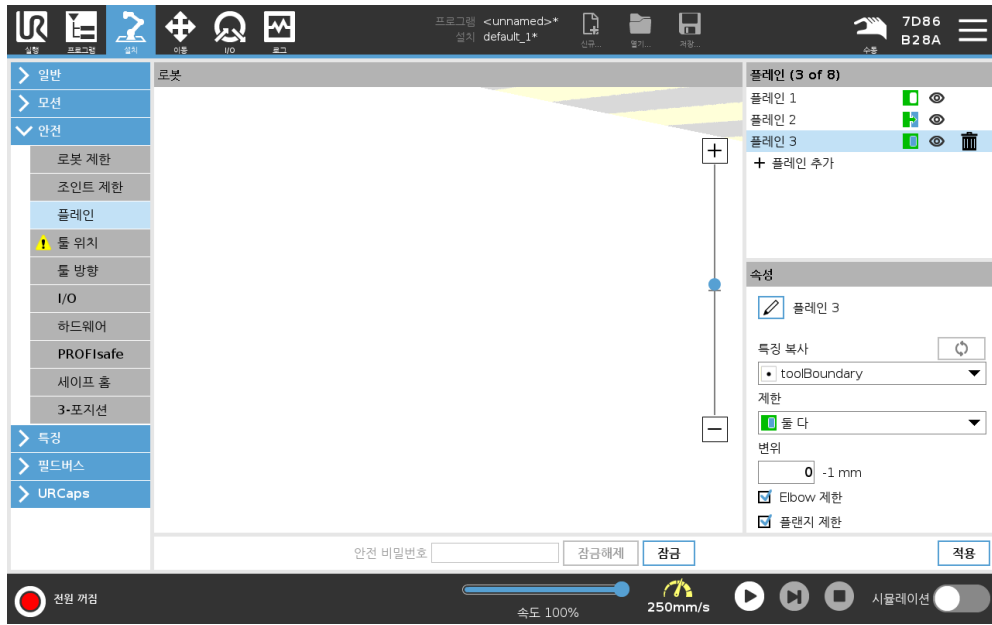 UR
실행
프로그램
설치
이동
I/O
로그
프로그램 <unnamed>*
설치 default_1*
신규...
열기...
저장...
수동
7D86
B28A
일반
모션
안전
로봇 제한
조인트 제한
플레인
툴 위치
툴 방향
I/O
하드웨어
PROFIsafe
세이프 홈
3-포지션
특징
필드버스
URCaps
로봇
플레인 (3 of 8)
플레인 1
플레인 2
플레인 3
+ 플레인 추가
속성
플레인 3
특징 복사
toolBoundary
제한
둘 다
변위
0 -1 mm
Elbow 제한
플랜지 제한
안전 비밀번호
잠금해제
잠금
적용
전원 꺼짐
속도 100%
250mm/s
시뮬레이션